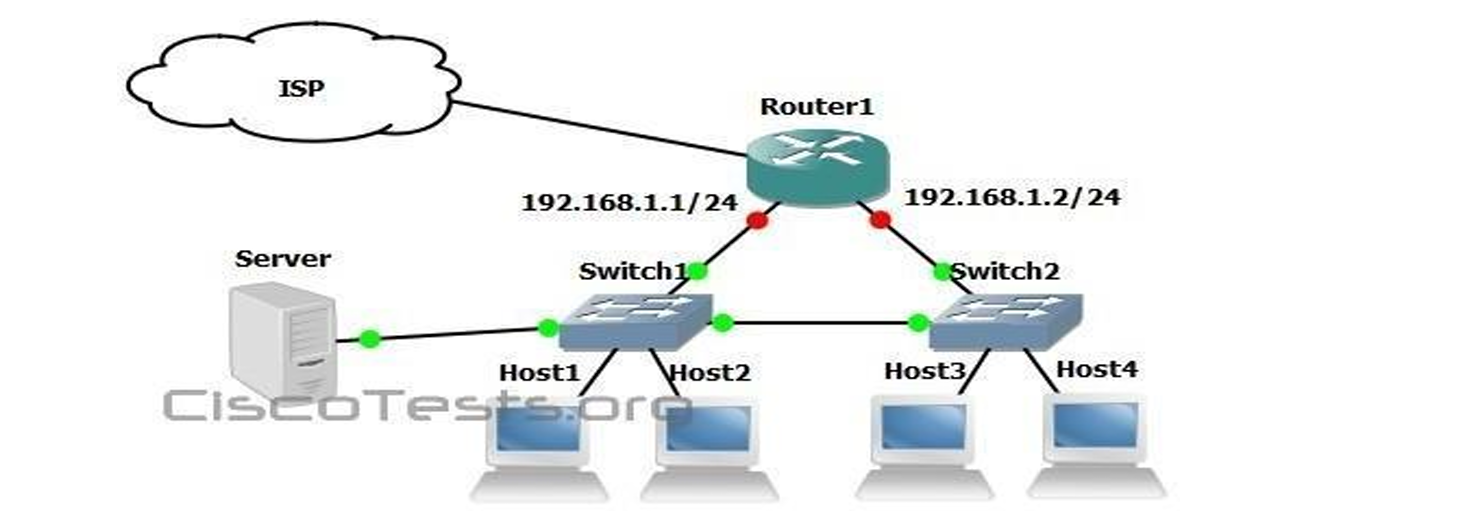 ISP
Router1
192.168.1.1/24
192.168.1.2/24
Server
Switch1
Switch2
Host1
Host2
Host3
Host4
CiscoTests.org